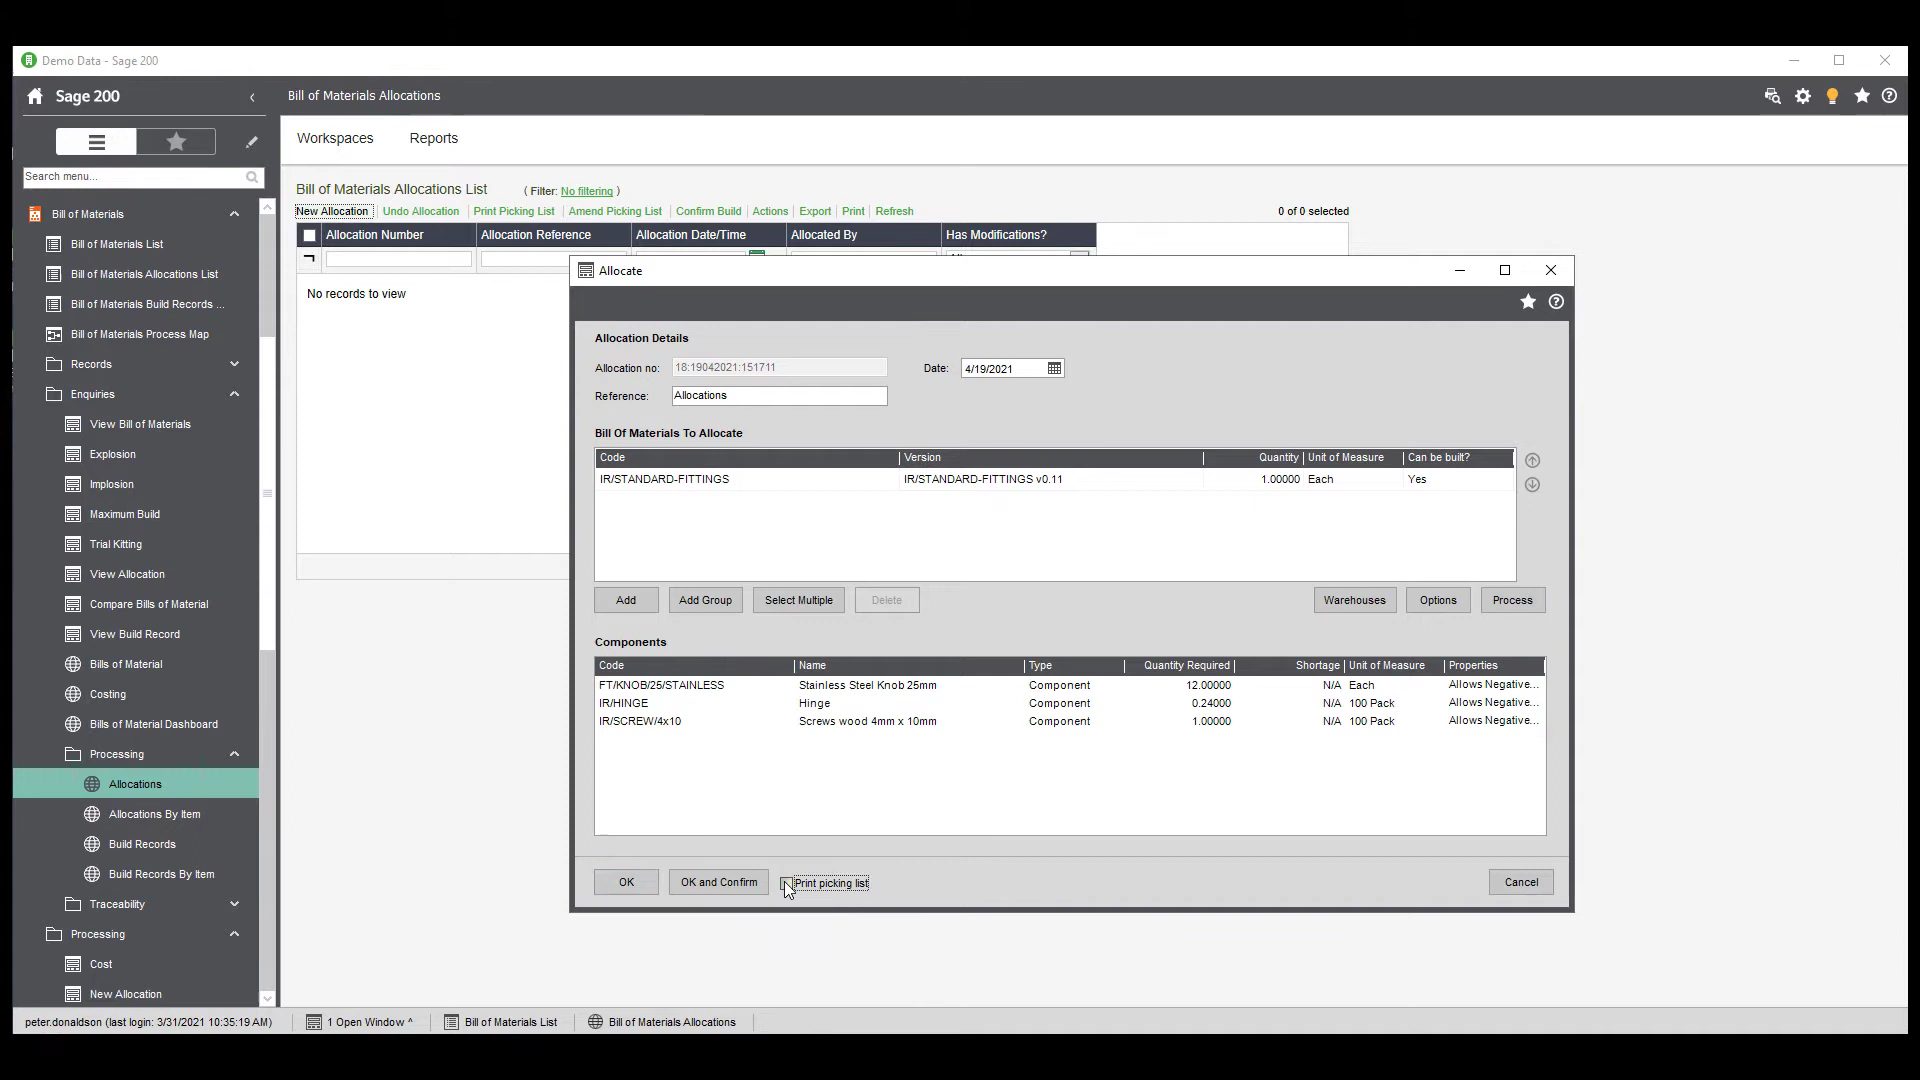 Demo Data - Sage 200
Sage 200
Bill of Materials Allocations
Workspaces Reports
Search menu...
Bill of Materials
Bill of Materials List
Bill of Materials Allocations List
Bill of Materials Build Records ...
Bill of Materials Process Map
Records
Enquiries
View Bill of Materials
Explosion
Implosion
Maximum Build
Trial Kitting
View Allocation
Compare Bills of Material
View Build Record
Bills of Material
Costing
Bills of Material Dashboard
Processing
Allocations
Allocations By Item
Build Records
Build Records By Item
Traceability
Processing
Cost
New Allocation
Bill of Materials Allocations List ( Filter: No filtering )
New Allocation Undo Allocation Print Picking List Amend Picking List Confirm Build Actions Export Print Refresh 0 of 0 selected
Allocation Number Allocation Reference Allocation Date/Time Allocated By Has Modifications?
No records to view
Allocate
Allocation Details
Allocation no: 18:19042021:151711 Date: 4/19/2021
Reference: Allocations
Bill Of Materials To Allocate
Code Version Quantity Unit of Measure Can be built?
IR/STANDARD-FITTINGS IR/STANDARD-FITTINGS v0.11 1.00000 Each Yes
Add Add Group Select Multiple Delete Warehouses Options Process
Components
Code Name Type Quantity Required Shortage Unit of Measure Properties
FT/KNOB/25/STAINLESS Stainless Steel Knob 25mm Component 12.00000 N/A Each Allows Negative...
IR/HINGE Hinge Component 0.24000 N/A 100 Pack Allows Negative...
IR/SCREW/4x10 Screws wood 4mm x 10mm Component 1.00000 N/A 100 Pack Allows Negative...
OK OK and Confirm Print picking list Cancel
peter.donaldson (last login: 3/31/2021 10:35:19 AM) 1 Open Window ^ Bill of Materials List Bill of Materials Allocations